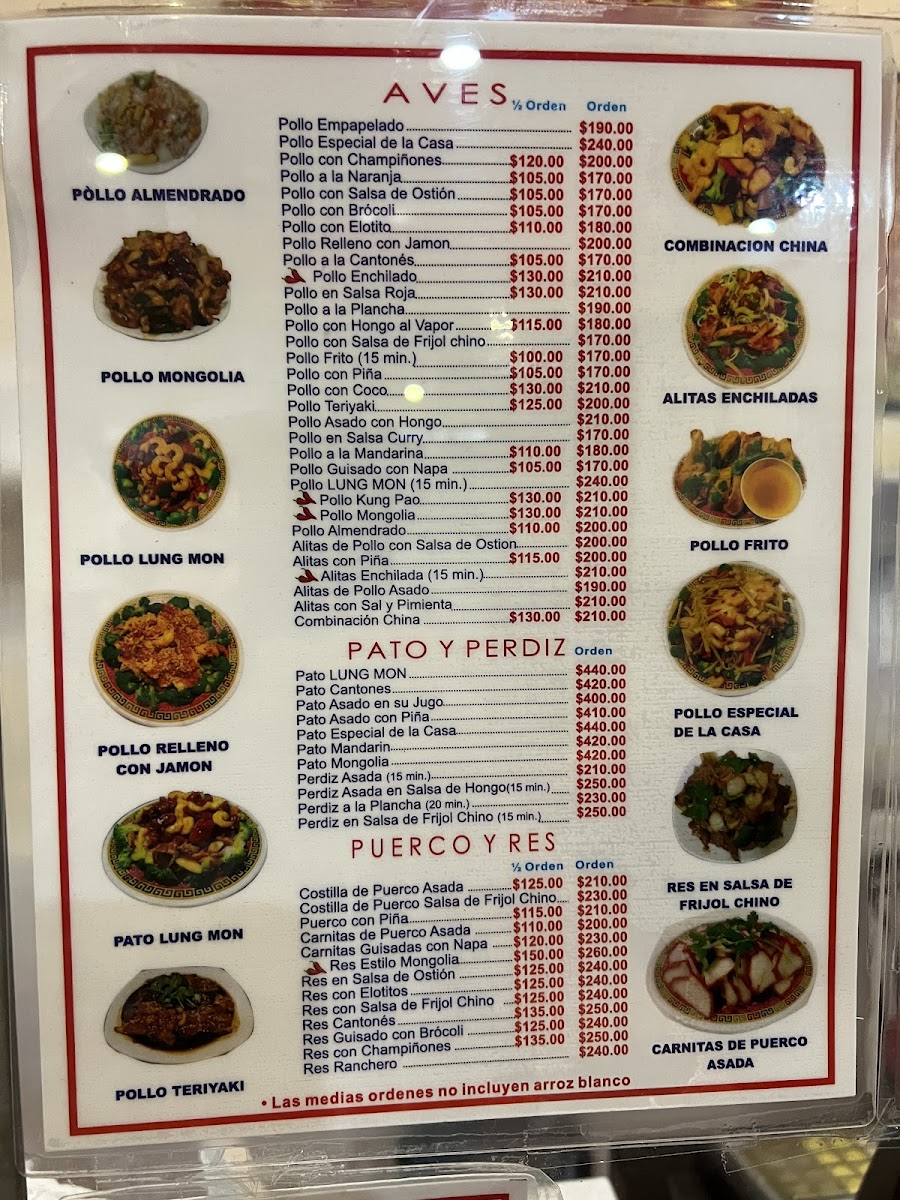 AVES ½ Orden Orden
Pollo Empapelado $190.00
Pollo Especial de la Casa $240.00
Pollo con Champiñones $120.00 $200.00
Pollo a la Naranja $105.00 $170.00
Pollo con Salsa de Ostión $105.00 $170.00
Pollo con Brócoli $105.00 $170.00
Pollo con Elotito $110.00 $180.00
Pollo Relleno con Jamon $200.00
Pollo a la Cantonés $105.00 $170.00
Pollo Enchilado $130.00 $210.00
Pollo en Salsa Roja $130.00 $210.00
Pollo a la Plancha $190.00
Pollo con Hongo al Vapor $115.00 $180.00
Pollo con Salsa de Frijol chino $170.00
Pollo Frito (15 min.) $100.00 $170.00
Pollo con Piña $105.00 $170.00
Pollo con Coco $130.00 $210.00
Pollo Teriyaki $125.00 $200.00
Pollo Asado con Hongo $210.00
Pollo en Salsa Curry $170.00
Pollo a la Mandarina $110.00 $180.00
Pollo Guisado con Napa $105.00 $170.00
Pollo LUNG MON (15 min.) $240.00
Pollo Kung Pao $130.00 $210.00
Pollo Mongolia $130.00 $210.00
Pollo Almendrado $110.00 $200.00
Alitas de Pollo con Salsa de Ostion $200.00
Alitas con Piña $115.00 $200.00
Alitas Enchilada (15 min.) $210.00
Alitas de Pollo Asado $190.00
Alitas con Sal y Pimienta $210.00
Combinación China $130.00 $210.00
PATO Y PERDIZ Orden
Pato LUNG MON $440.00
Pato Cantones $420.00
Pato Asado en su Jugo $400.00
Pato Asado con Piña $410.00
Pato Especial de la Casa $440.00
Pato Mandarin $420.00
Pato Mongolia $420.00
Perdiz Asada (15 min.) $210.00
Perdiz Asada en Salsa de Hongo (15 min.) $250.00
Perdiz a la Plancha (20 min.) $230.00
Perdiz en Salsa de Frijol Chino (15 min.) $250.00
PUERCO Y RES
½ Orden Orden
Costilla de Puerco Asada $125.00 $210.00
Costilla de Puerco Salsa de Frijol Chino $230.00
Puerco con Piña $115.00 $210.00
Carnitas de Puerco Asada $110.00 $200.00
Carnitas Guisadas con Napa $120.00 $230.00
Res Estilo Mongolia $150.00 $260.00
Res en Salsa de Ostión $125.00 $240.00
Res con Elotitos $125.00 $240.00
Res con Salsa de Frijol Chino $125.00 $240.00
Res Cantonés $135.00 $250.00
Res Guisado con Brócoli $125.00 $240.00
Res con Champiñones $135.00 $250.00
Res Ranchero $240.00
• Las medias ordenes no incluyen arroz blanco
PÒLLO ALMENDRADO
POLLO MONGOLIA
POLLO LUNG MON
POLLO RELLENO
CON JAMON
PATO LUNG MON
POLLO TERIYAKI
COMBINACION CHINA
ALITAS ENCHILADAS
POLLO FRITO
POLLO ESPECIAL
DE LA CASA
RES EN SALSA DE
FRIJOL CHINO
CARNITAS DE PUERCO
ASADA